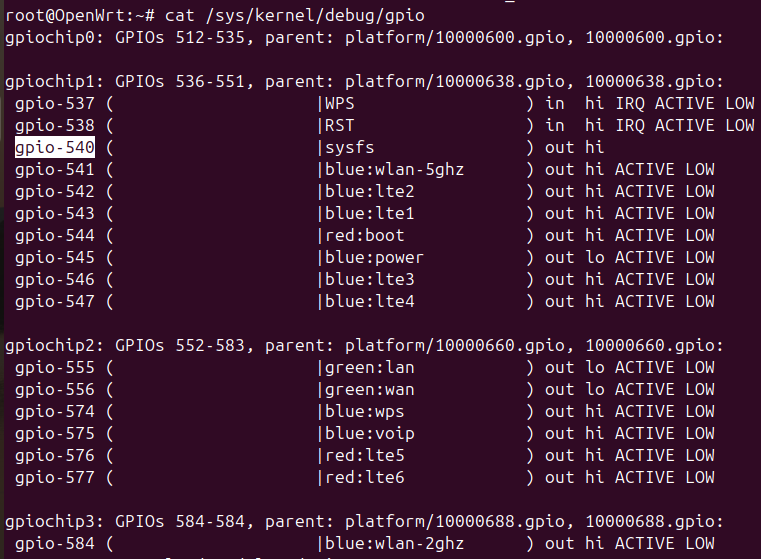 root@OpenWrt:~# cat /sys/kernel/debug/gpio
gpiochip0: GPIOs 512-535, parent: platform/10000600.gpio, 10000600.gpio:
gpiochip1: GPIOs 536-551, parent: platform/10000638.gpio, 10000638.gpio:
gpio-537 (                    |WPS                 ) in  hi IRQ ACTIVE LOW
gpio-538 (                    |RST                 ) in  hi IRQ ACTIVE LOW
gpio-540 (                    |sysfs               ) out hi
gpio-541 (                    |blue:wlan-5ghz      ) out hi ACTIVE LOW
gpio-542 (                    |blue:lte2           ) out hi ACTIVE LOW
gpio-543 (                    |blue:lte1           ) out hi ACTIVE LOW
gpio-544 (                    |red:boot            ) out hi ACTIVE LOW
gpio-545 (                    |blue:power          ) out lo ACTIVE LOW
gpio-546 (                    |blue:lte3           ) out hi ACTIVE LOW
gpio-547 (                    |blue:lte4           ) out hi ACTIVE LOW
gpiochip2: GPIOs 552-583, parent: platform/10000660.gpio, 10000660.gpio:
gpio-555 (                    |green:lan           ) out lo ACTIVE LOW
gpio-556 (                    |green:wan           ) out lo ACTIVE LOW
gpio-574 (                    |blue:wps            ) out hi ACTIVE LOW
gpio-575 (                    |blue:voip           ) out hi ACTIVE LOW
gpio-576 (                    |red:lte5            ) out hi ACTIVE LOW
gpio-577 (                    |red:lte6            ) out hi ACTIVE LOW
gpiochip3: GPIOs 584-584, parent: platform/10000688.gpio, 10000688.gpio:
gpio-584 (                    |blue:wlan-2ghz      ) out hi ACTIVE LOW